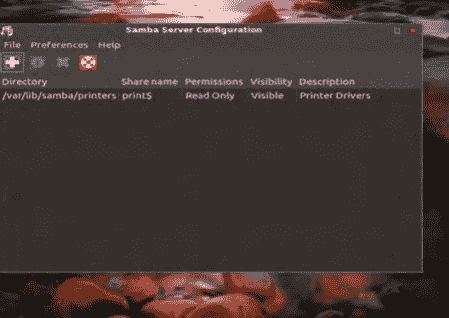 Samba Server Configuration
File Preferences Help
Directory Share name Permissions Visibility Description
/var/lib/samba/printers print$ Read Only Visible Printer Drivers